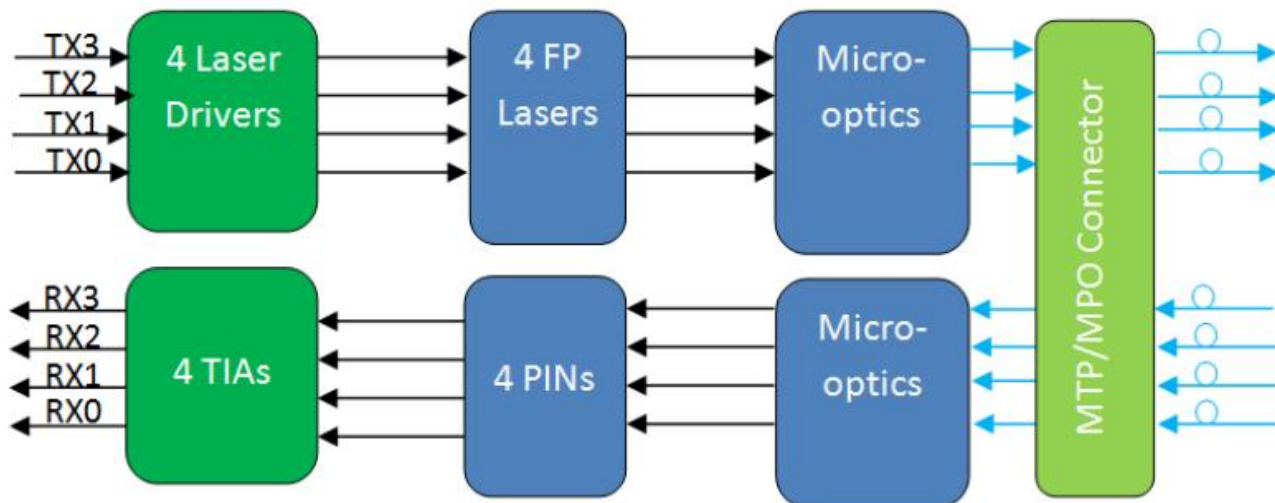 TX3
TX2
TX1
TX0
4 Laser
Drivers
4 FP
Lasers
Micro-
optics
MTP/MPO Connector
RX3
RX2
RX1
RX0
4 TIAs
4 PINs
Micro-
optics